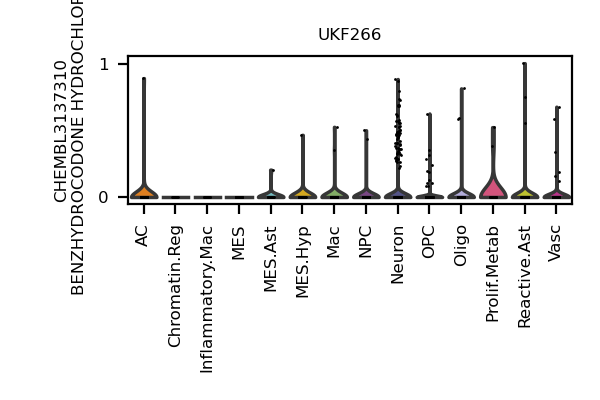 UKF266
CHEMBL3137310
BENZHYDROCODONE HYDROCHLOR
1
0
AC
Chromatin.Reg
Inflammatory.Mac
MES
MES.Ast
MES.Hyp
Mac
NPC
Neuron
OPC
Oligo
Prolif.Metab
Reactive.Ast
Vasc